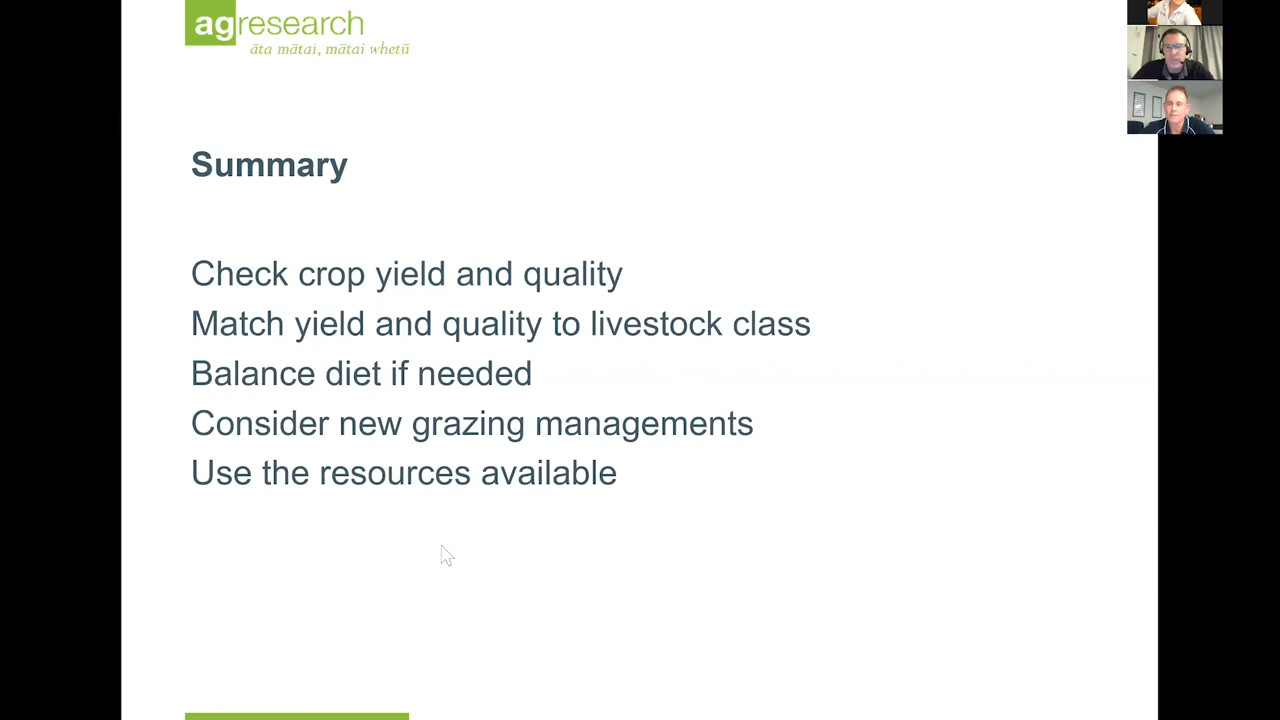 agresearch
āta mātai, mātai whetū
Summary
Check crop yield and quality
Match yield and quality to livestock class
Balance diet if needed
Consider new grazing managements
Use the resources available